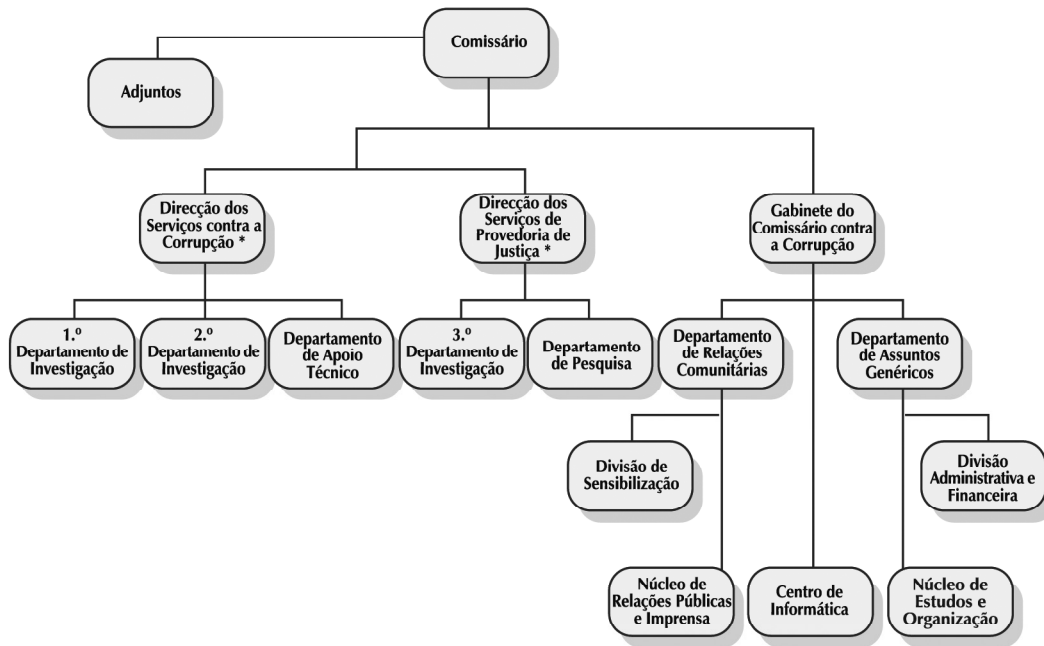 Comissário
Adjuntos
Direcção dos
Serviços contra a
Corrupção *
Direcção dos
Serviços de
Provedoria de
Justiça *
Gabinete do
Comissário contra
a Corrupção
1.º
Departamento de
Investigação
2.º
Departamento de
Investigação
Departamento
de Apoio
Técnico
3.º
Departamento de
Investigação
Departamento
de Pesquisa
Departamento
de Relações
Comunitárias
Departamento
de Assuntos
Genéricos
Divisão de
Sensibilização
Divisão
Administrativa e
Financeira
Núcleo de
Relações Públicas
e Imprensa
Centro de
Informática
Núcleo de
Estudos e
Organização